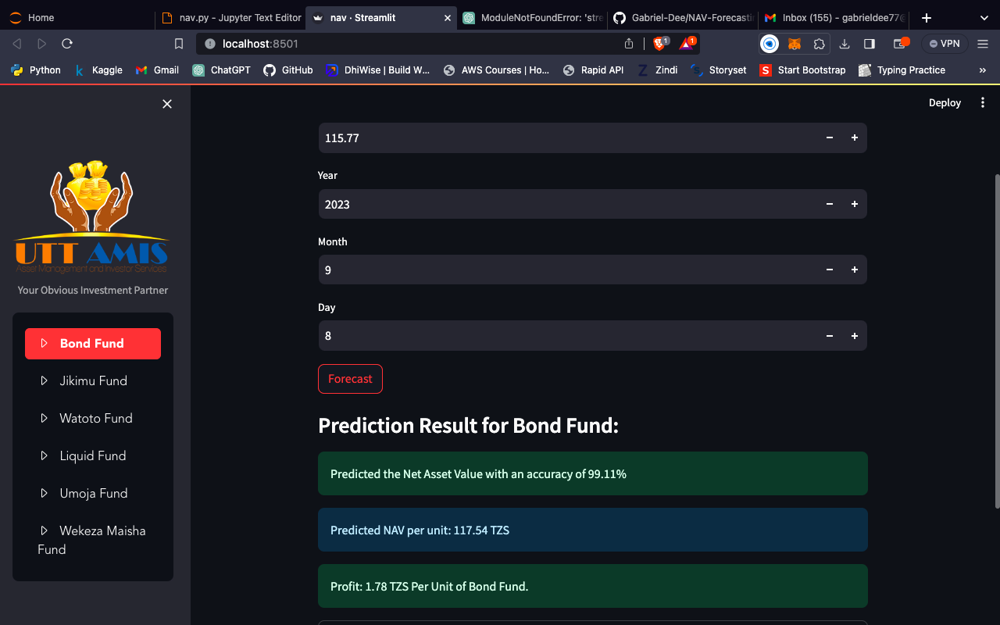 Home
nav.py - Jupyter Text Editor
nav · Streamlit
ModuleNotFoundError: 'stre
Gabriel-Dee/NAV-Forecasti
Inbox (155) - gabrieldee77@
localhost:8501
1
1
VPN
Python
Kaggle
Gmail
ChatGPT
GitHub
DhiWise | Build W...
AWS Courses | Ho...
Rapid API
Zindi
Storyset
Start Bootstrap
Typing Practice
»
Deploy
UTT AMIS
Asset Management and Investor Services
Your Obvious Investment Partner
Bond Fund
Jikimu Fund
Watoto Fund
Liquid Fund
Umoja Fund
Wekeza Maisha
Fund
115.77
Year
2023
Month
9
Day
8
Forecast
Prediction Result for Bond Fund:
Predicted the Net Asset Value with an accuracy of 99.11%
Predicted NAV per unit: 117.54 TZS
Profit: 1.78 TZS Per Unit of Bond Fund.